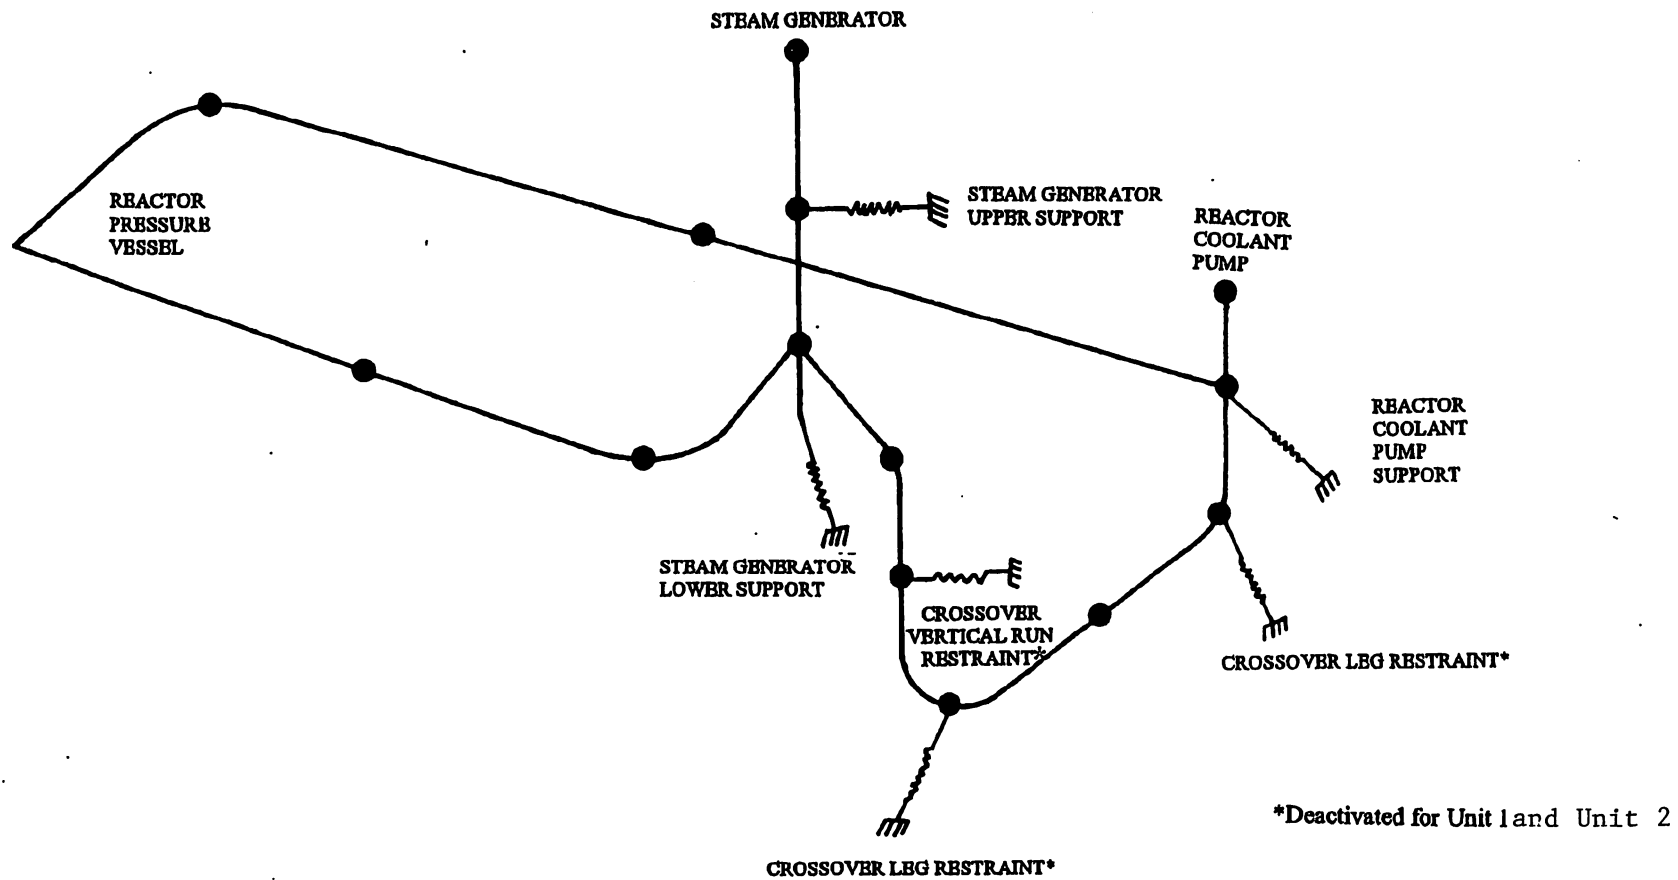 STEAM GENERATOR
STEAM GENERATOR
UPPER SUPPORT
REACTOR
PRESSURE
VESSEL
REACTOR
COOLANT
PUMP
REACTOR
COOLANT
PUMP
SUPPORT
STEAM GENERATOR
LOWER SUPPORT
CROSSOVER
VERTICAL RUN
RESTRAINT*
CROSSOVER LEG RESTRAINT*
*Deactivated for Unit 1 and Unit 2
CROSSOVER LEG RESTRAINT*